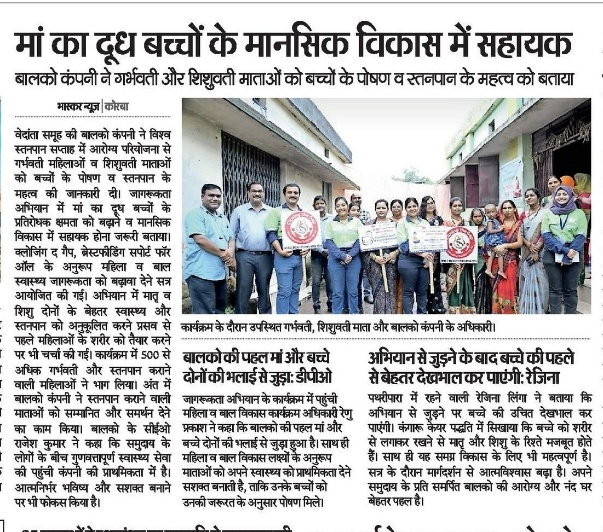 मां का दूध बच्चों के मानसिक विकास में सहायक
बालको कंपनी ने गर्भवती और शिशुवती माताओं को बच्चों के पोषण व स्तनपान के महत्व को बताया
भास्कर न्यूज | कोरबा
वेदांता समूह की बालको कंपनी ने विश्व
स्तनपान सप्ताह में आरोग्य परियोजना से
गर्भवती महिलाओं व शिशुवती माताओं
को बच्चों के पोषण व स्तनपान के
महत्व की जानकारी दी। जागरूकता
अभियान में मां का दूध बच्चों के
प्रतिरोधक क्षमता को बढ़ाने व मानसिक
विकास में सहायक होना जरूरी बताया।
क्लोजिंग द गैप, ब्रेस्टफीडिंग सपोर्ट फॉर
ऑल के अनुरूप महिला व बाल
स्वास्थ्य जागरूकता को बढ़ावा देने सत्र
आयोजित की गई। अभियान में मातृ व
शिशु दोनों के बेहतर स्वास्थ्य और
स्तनपान को अनुकूलित करने प्रसव से
पहले महिलाओं के शरीर को तैयार करने
पर भी चर्चा की गई। कार्यक्रम में 500 से
अधिक गर्भवती और स्तनपान कराने
वाली महिलाओं ने भाग लिया। अंत में
बालको कंपनी ने स्तनपान कराने वाली
माताओं को सम्मानित और समर्थन देने
का काम किया। बालको के सीईओ
राजेश कुमार ने कहा कि समुदाय के
लोगों के बीच गुणवत्तापूर्ण स्वास्थ्य सेवा
की पहुंची कंपनी की प्राथमिकता में है।
आत्मनिर्भर भविष्य और सशक्त बनाने
पर भी फोकस किया है।
कार्यक्रम के दौरान उपस्थित गर्भवती, शिशुवती माता और बालको कंपनी के अधिकारी।
बालको की पहल मां और बच्चे
दोनों की भलाई से जुड़ा: डीपीओ
जागरूकता अभियान के कार्यक्रम में पहुंची
महिला व बाल विकास कार्यक्रम अधिकारी रेणु
प्रकाश ने कहा कि बालको की पहल मां और
बच्चे दोनों की भलाई से जुड़ा हुआ है। साथ ही
महिला व बाल विकास लक्ष्यों के अनुरूप
माताओं को अपने स्वास्थ्य को प्राथमिकता देने
सशक्त बनाती है, ताकि उनके बच्चों को
उनकी जरूरत के अनुसार पोषण मिले।
अभियान से जुड़ने के बाद बच्चे की पहले
से बेहतर देखभाल कर पाएंगी: रेजिना
पथरीपारा में रहने वाली रेजिना लिंगा ने बताया कि
अभियान से जुड़ने पर बच्चे की उचित देखभाल कर
पाएंगी। कंगारू केयर पद्धति में सिखाया कि बच्चे को शरीर
से लगाकर रखने से मातृ और शिशु के रिश्ते मजबूत होते
हैं। साथ ही यह समग्र विकास के लिए भी महत्वपूर्ण है।
सत्र के दौरान मार्गदर्शन से आत्मविश्वास बढ़ा है। अपने
समुदाय के प्रति समर्पित बालको की आरोग्य और नंद घर
बेहतर पहल है।